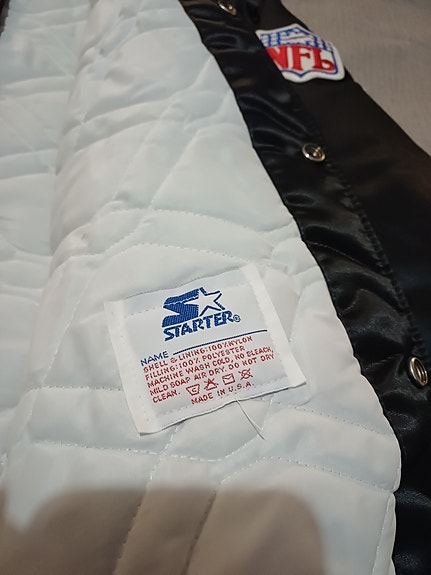 NFL
STARTER®
NAME
SHELL & LINING:100% NYLON
FILLING:100% POLYESTER
MACHINE WASH COLD, NO BLEACH,
MILD SOAP AIR DRY. DO NOT DRY
CLEAN.
MADE IN U.S.A.